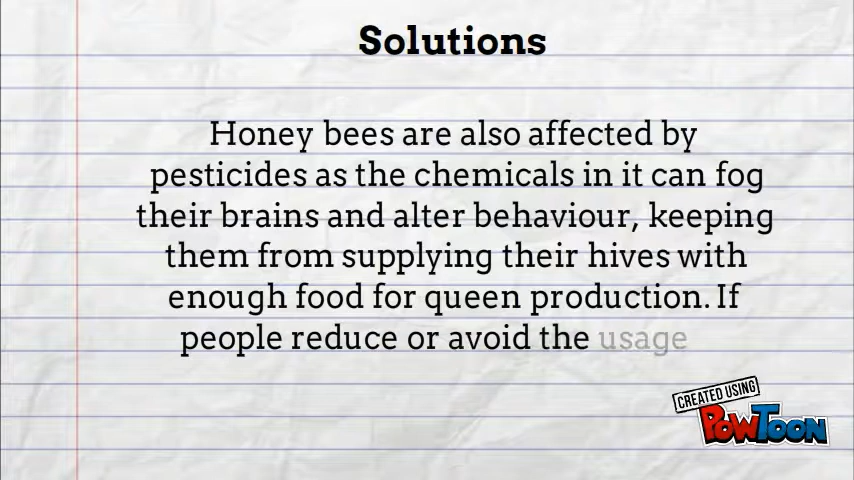 Solutions
Honey bees are also affected by
pesticides as the chemicals in it can fog
their brains and alter behaviour, keeping
them from supplying their hives with
enough food for queen production. If
people reduce or avoid the usage
CREATED USING
POWTOON